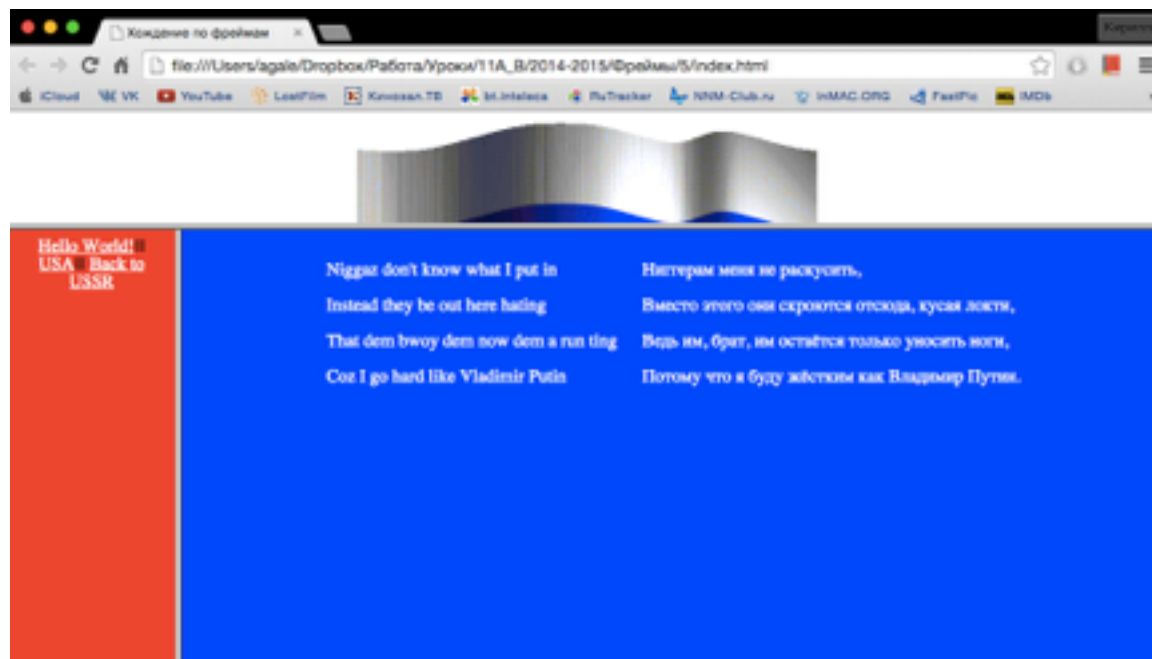 Хождение по фреймам
Кирилл
file:///Users/agale/Dropbox/Работа/Уроки/11A_B/2014-2015/Фреймы/5/index.html
iCloud VK YouTube LostFilm Кинозал.ТВ RuTracker NNM-Club.ru InMAC.ORG FastPic IMDb
Hello World!
USA Back to
USSR
Niggaz don't know what I put in Ниггерам меня не раскусить,
Instead they be out here hating Вместо этого они скроются отсюда, кусая локти,
That dem bwoy dem now dem a run ting Ведь им, брат, им остаётся только уносить ноги,
Coz I go hard like Vladimir Putin Потому что я буду жёстким как Владимир Путин.